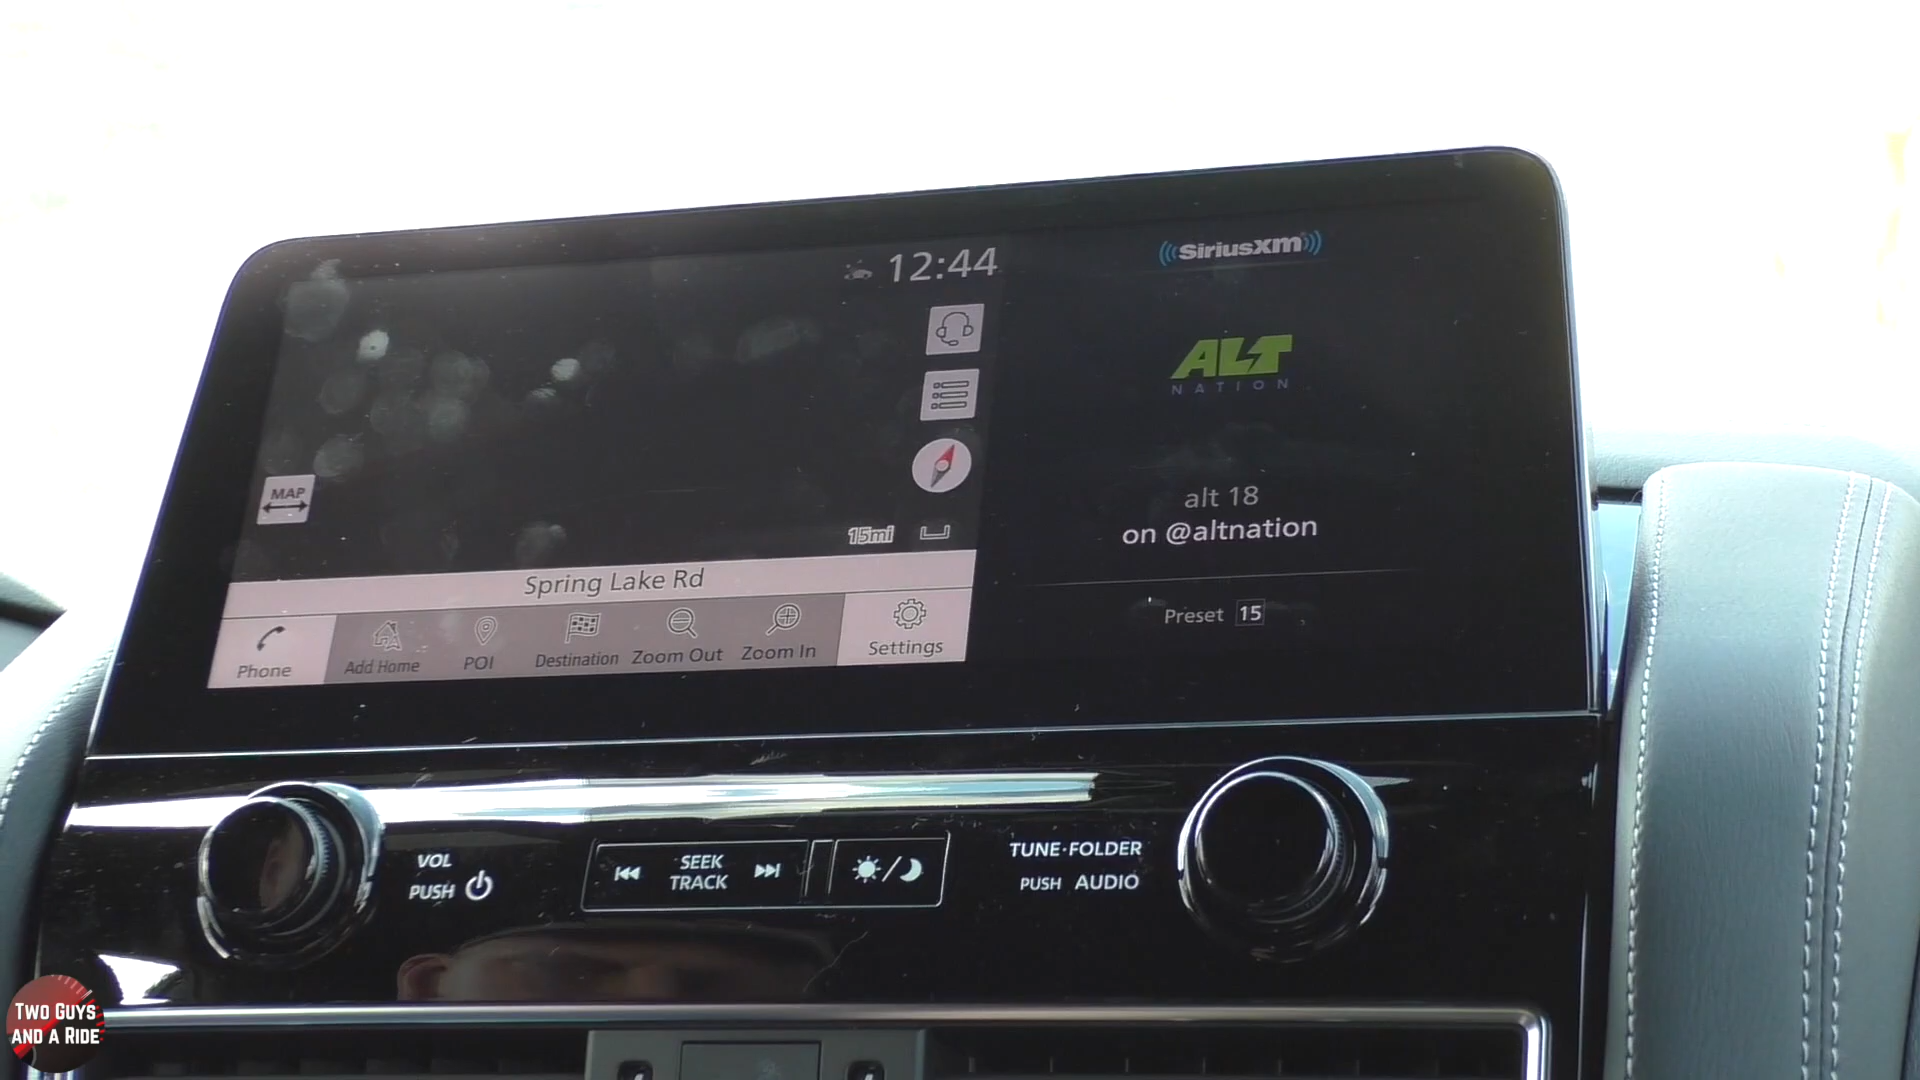 12:44
SiriusXM
ALT
NATION
MAP
alt 18
on @altnation
15mi
Spring Lake Rd
Preset 15
Phone
Add Home
POI
Destination
Zoom Out
Zoom In
Settings
VOL
PUSH
SEEK
TRACK
TUNE·FOLDER
PUSH AUDIO
TWO GUYS
AND A RIDE